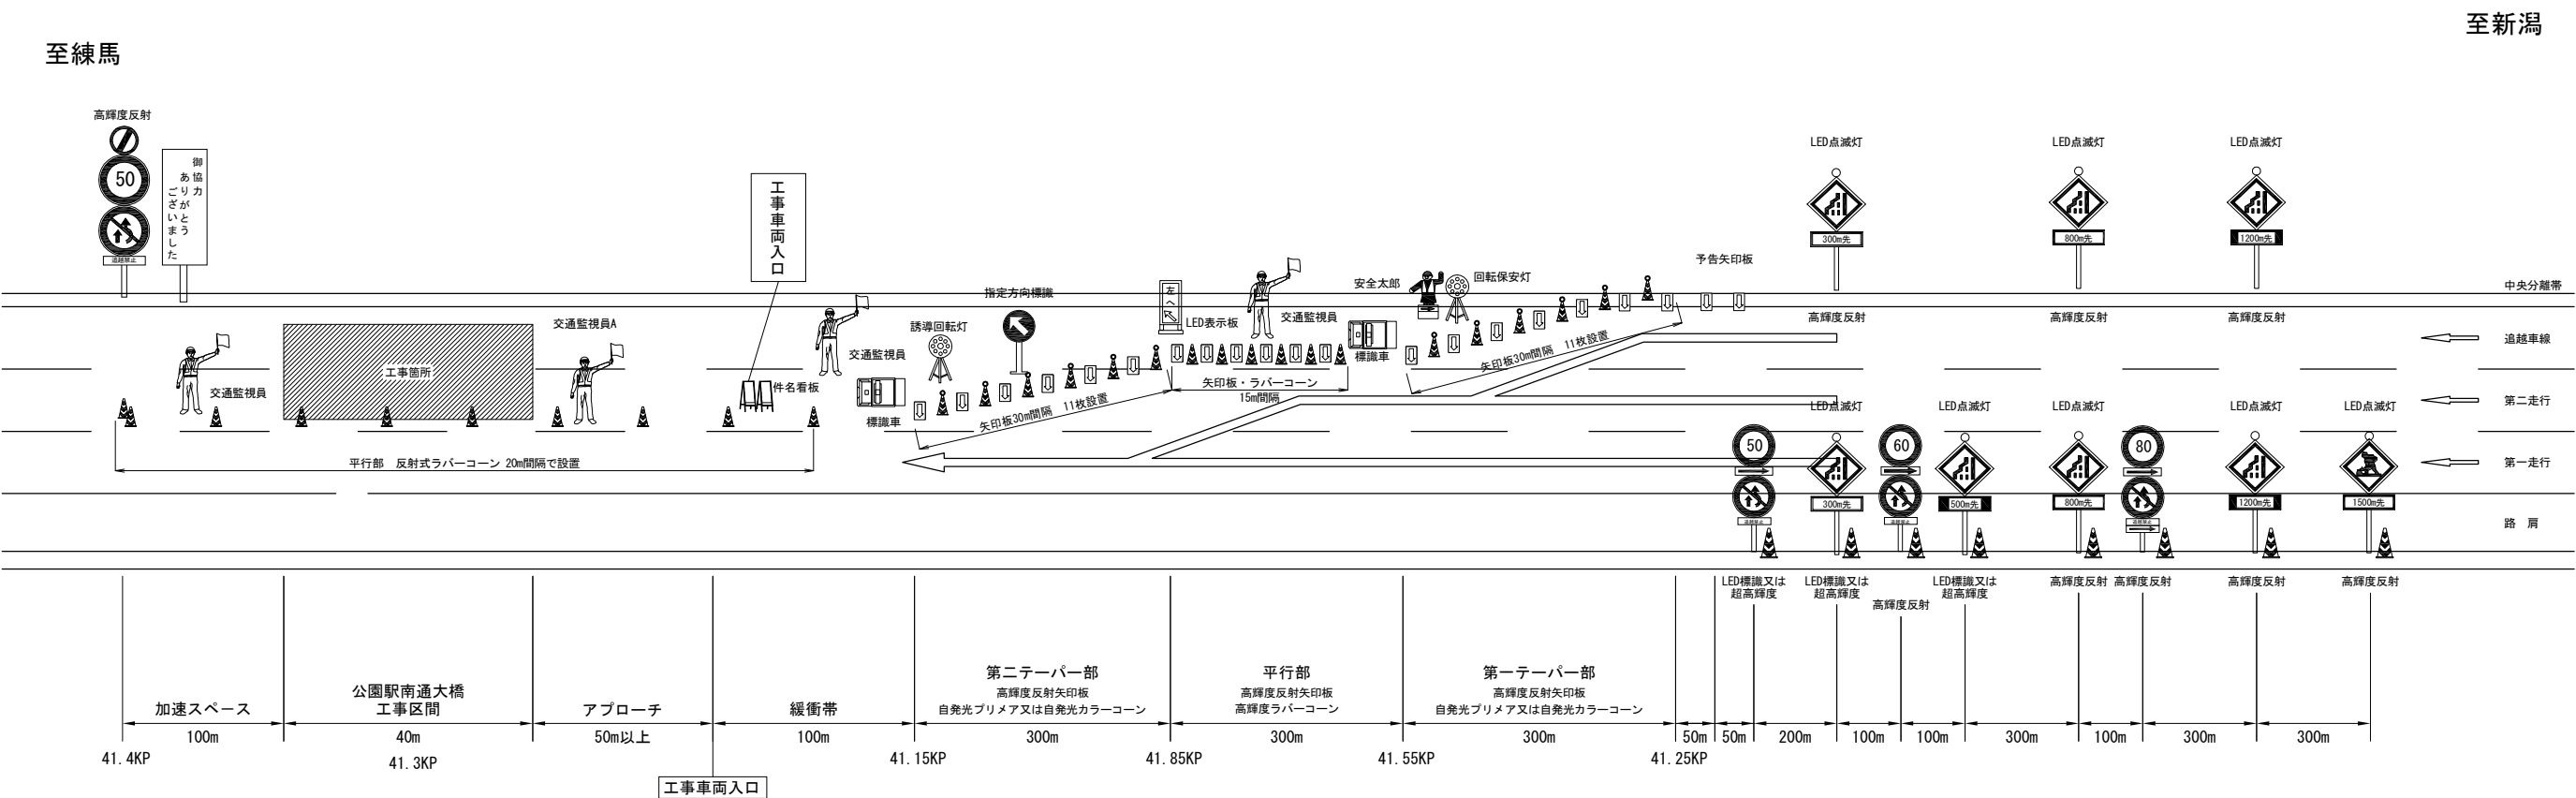 至新潟
至練馬
高輝度反射
50
追越禁止
御協力
ありがとう
ございました
工事車両入口
LED点滅灯
300m先
LED点滅灯
800m先
LED点滅灯
1200m先
中央分離帯
高輝度反射
高輝度反射
高輝度反射
追越車線
第二走行
第一走行
路 肩
交通監視員
工事箇所
交通監視員A
件名看板
交通監視員
標識車
誘導回転灯
指定方向標識
左へ
LED表示板
交通監視員
安全太郎
回転保安灯
標識車
予告矢印板
矢印板30m間隔 11枚設置
矢印板・ラバーコーン
15m間隔
矢印板30m間隔 11枚設置
平行部 反射式ラバーコーン 20m間隔で設置
LED点滅灯
LED点滅灯
LED点滅灯
LED点滅灯
LED点滅灯
50
追越禁止
300m先
60
追越禁止
500m先
800m先
80
追越禁止
1200m先
1500m先
LED標識又は
超高輝度
LED標識又は
超高輝度
高輝度反射
LED標識又は
超高輝度
高輝度反射
高輝度反射
高輝度反射
高輝度反射
加速スペース
100m
公園駅南通大橋
工事区間
40m
アプローチ
50m以上
緩衝帯
100m
第二テーパー部
高輝度反射矢印板
自発光プリメア又は自発光カラーコーン
300m
平行部
高輝度反射矢印板
高輝度ラバーコーン
300m
第一テーパー部
高輝度反射矢印板
自発光プリメア又は自発光カラーコーン
300m
50m
50m
200m
100m
100m
300m
100m
300m
300m
41.4KP
41.3KP
41.15KP
41.85KP
41.55KP
41.25KP
工事車両入口